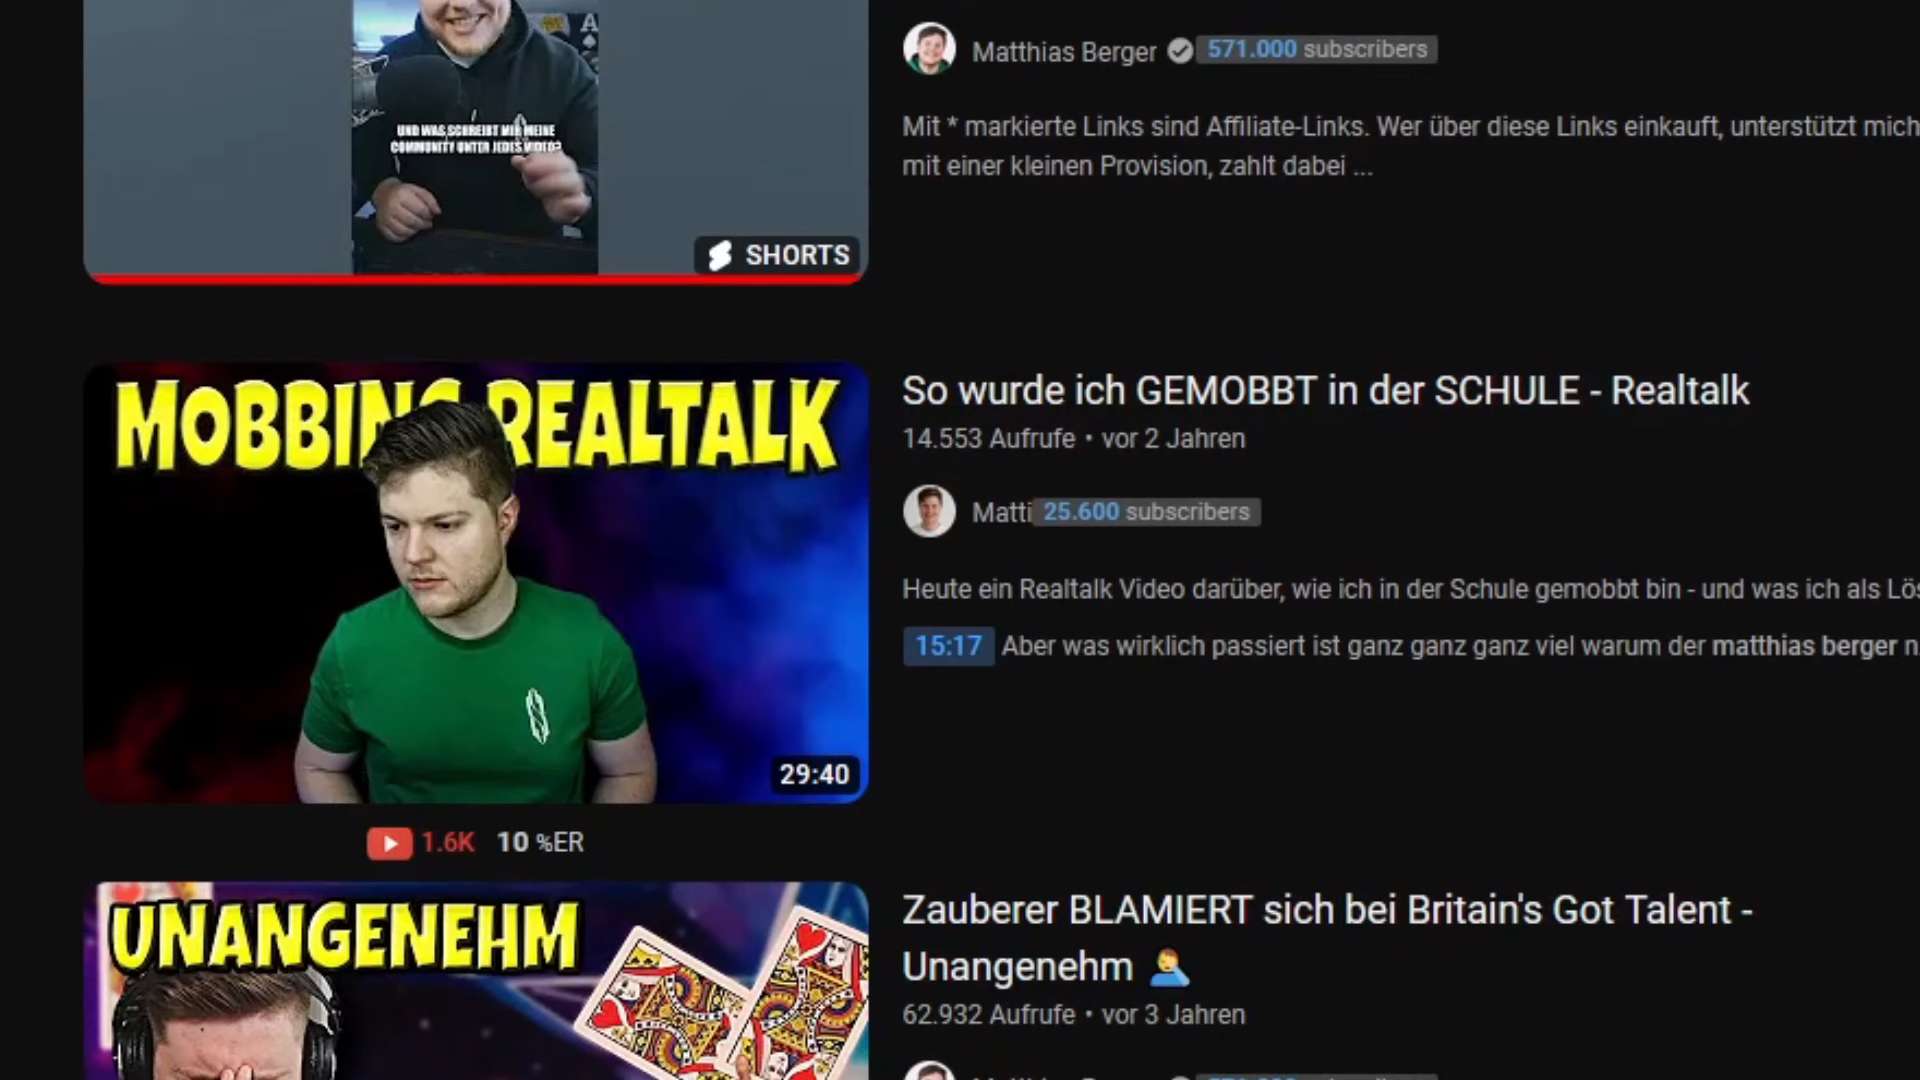 Matthias Berger 571.000 subscribers
UND WAS SCHREIBT MIR MEINE
COMMUNITY UNTER JEDES VIDEO?
Mit * markierte Links sind Affiliate-Links. Wer über diese Links einkauft, unterstützt mich
mit einer kleinen Provision, zahlt dabei ...
SHORTS
MOBBING REALTALK
29:40
1.6K 10 %ER
So wurde ich GEMOBBT in der SCHULE - Realtalk
14.553 Aufrufe • vor 2 Jahren
Matti 25.600 subscribers
Heute ein Realtalk Video darüber, wie ich in der Schule gemobbt bin - und was ich als
15:17 Aber was wirklich passiert ist ganz ganz ganz viel warum der matthias berger
UNANGENEHM
Zauberer BLAMIERT sich bei Britain's Got Talent -
Unangenehm 🤦‍♂️
62.932 Aufrufe • vor 3 Jahren